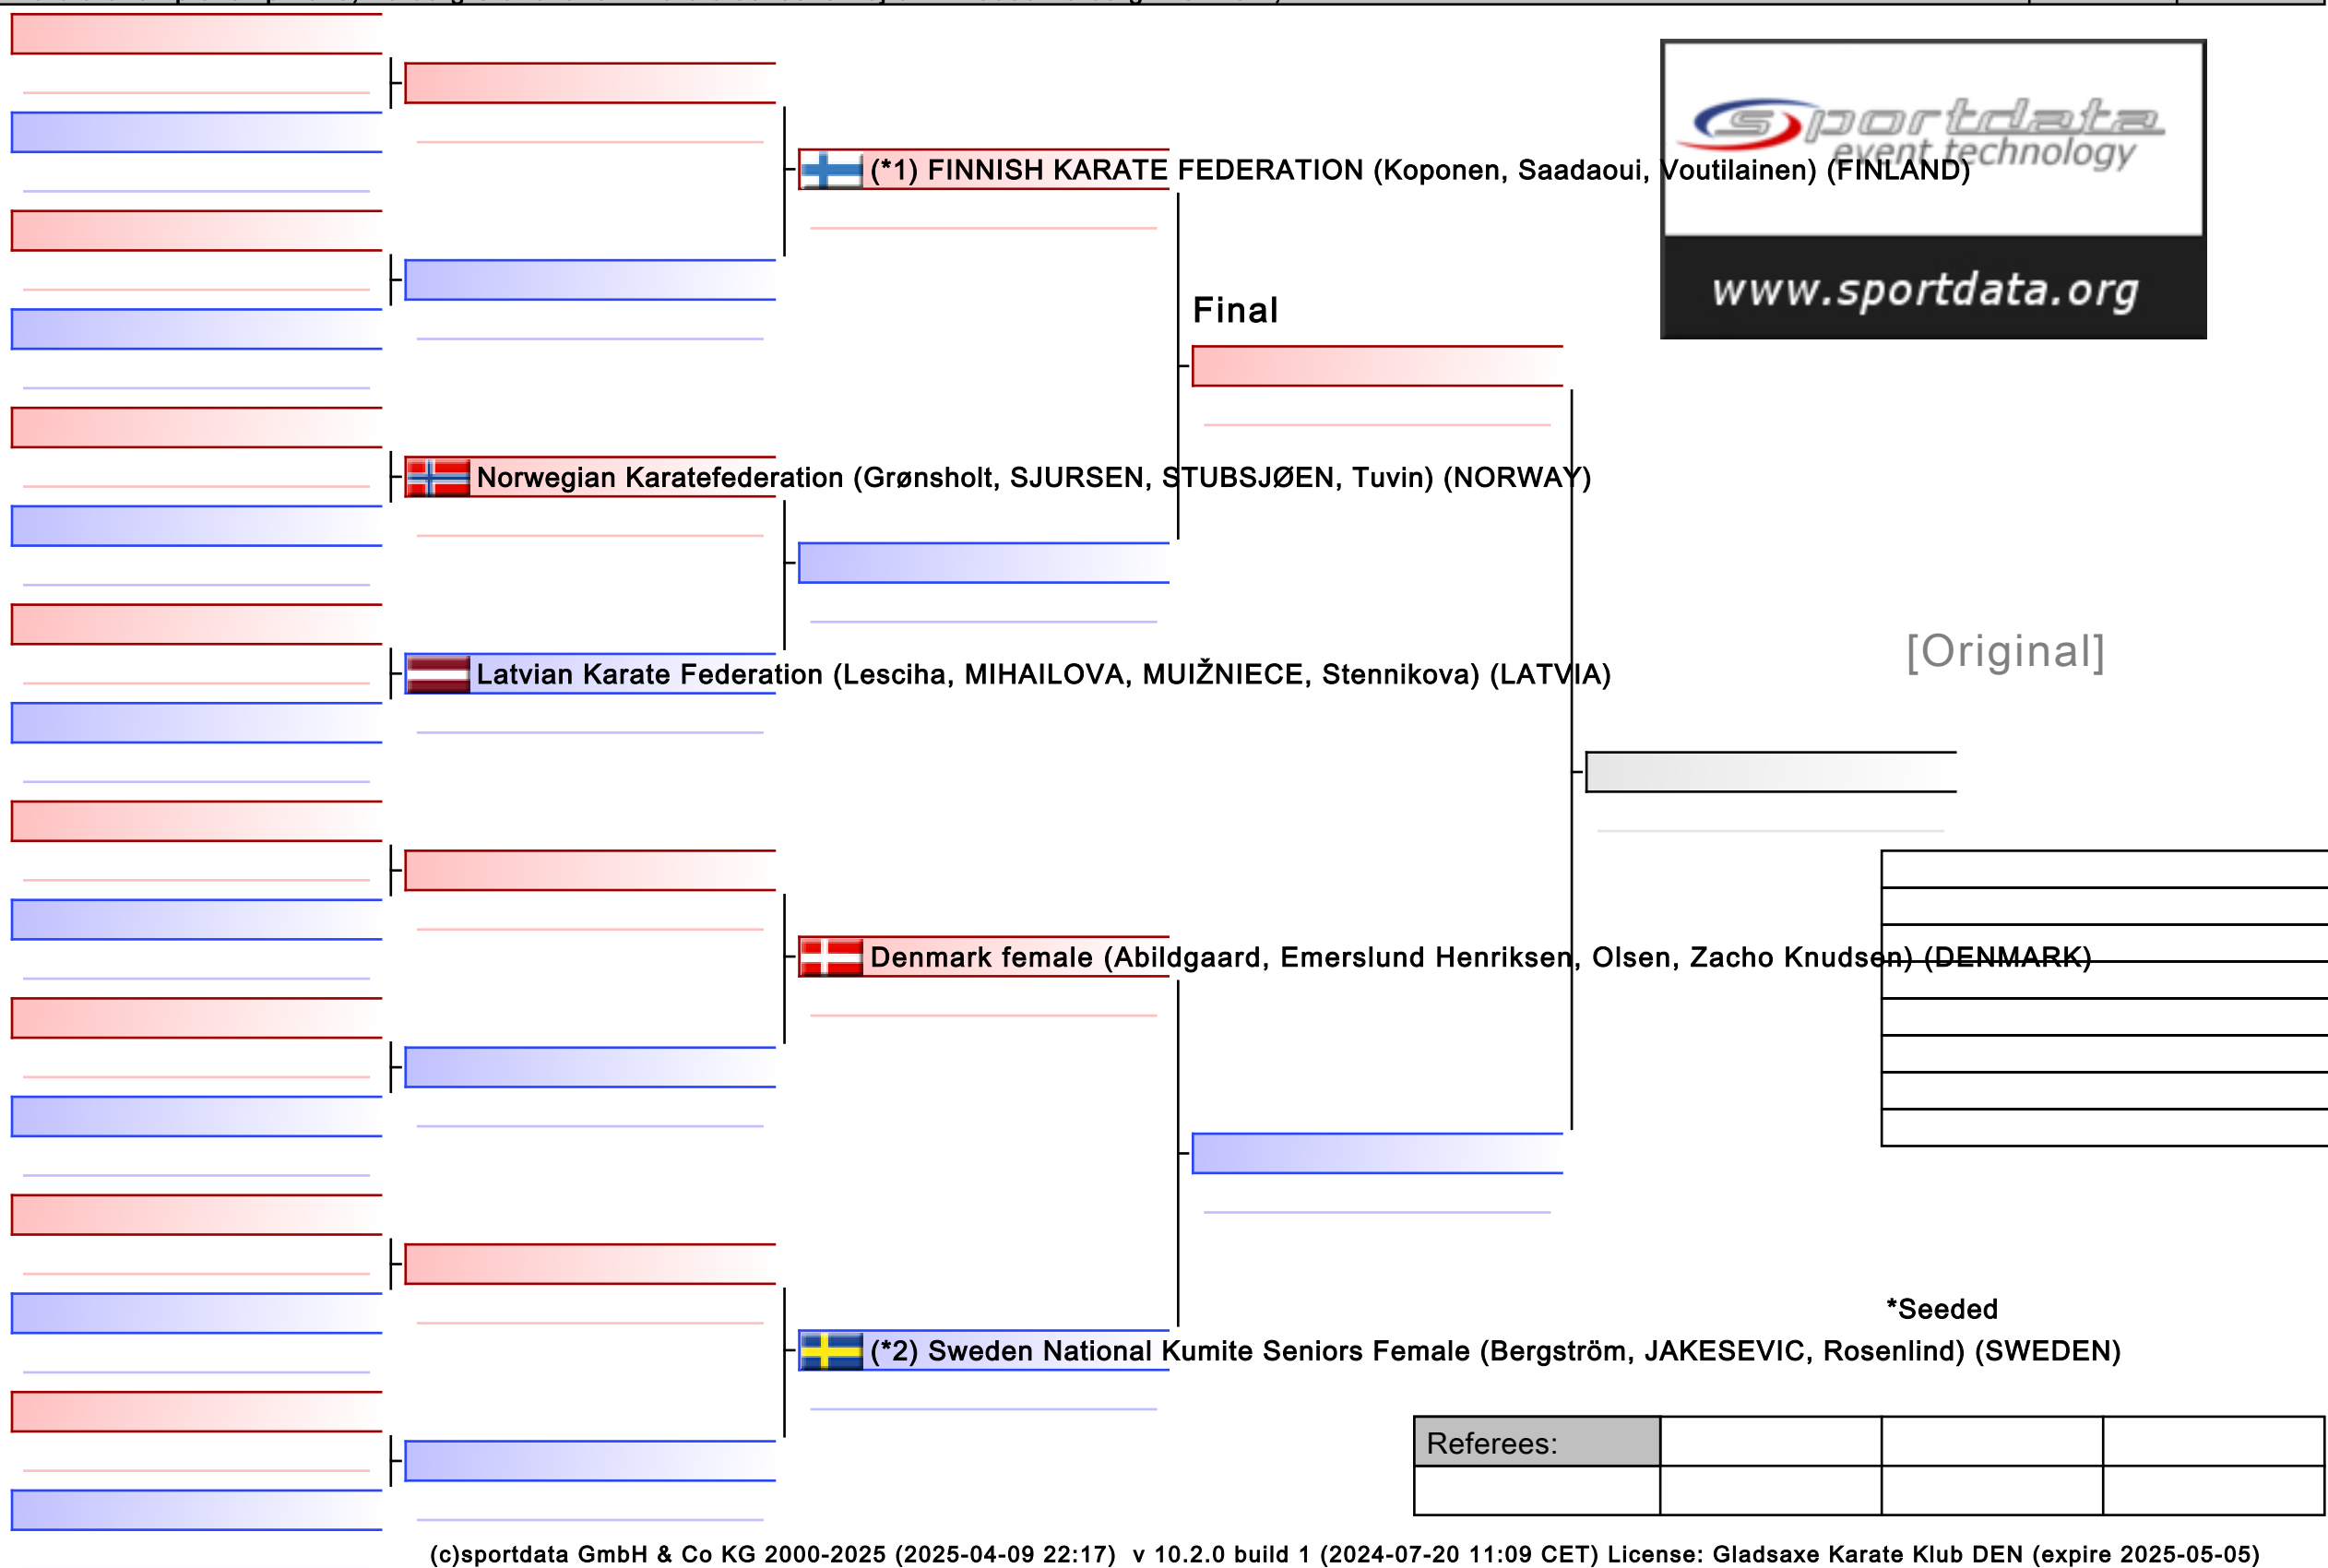 sportdata
event technology
www.sportdata.org
(*1) FINNISH KARATE FEDERATION (Koponen, Saadaoui, Voutilainen) (FINLAND)
Final
Norwegian Karatefederation (Grønsholt, SJURSEN, STUBSJØEN, Tuvin) (NORWAY)
[Original]
Latvian Karate Federation (Lesciha, MIHAILOVA, MUIŽNIECE, Stennikova) (LATVIA)
Denmark female (Abildgaard, Emerslund Henriksen, Olsen, Zacho Knudsen) (DENMARK)
*Seeded
(*2) Sweden National Kumite Seniors Female (Bergström, JAKESEVIC, Rosenlind) (SWEDEN)
Referees:
(c)sportdata GmbH & Co KG 2000-2025 (2025-04-09 22:17) v 10.2.0 build 1 (2024-07-20 11:09 CET) License: Gladsaxe Karate Klub DEN (expire 2025-05-05)